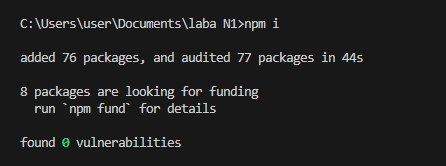 C:\Users\user\Documents\laba N1>npm i
added 76 packages, and audited 77 packages in 44s
8 packages are looking for funding
  run `npm fund` for details
found 0 vulnerabilities